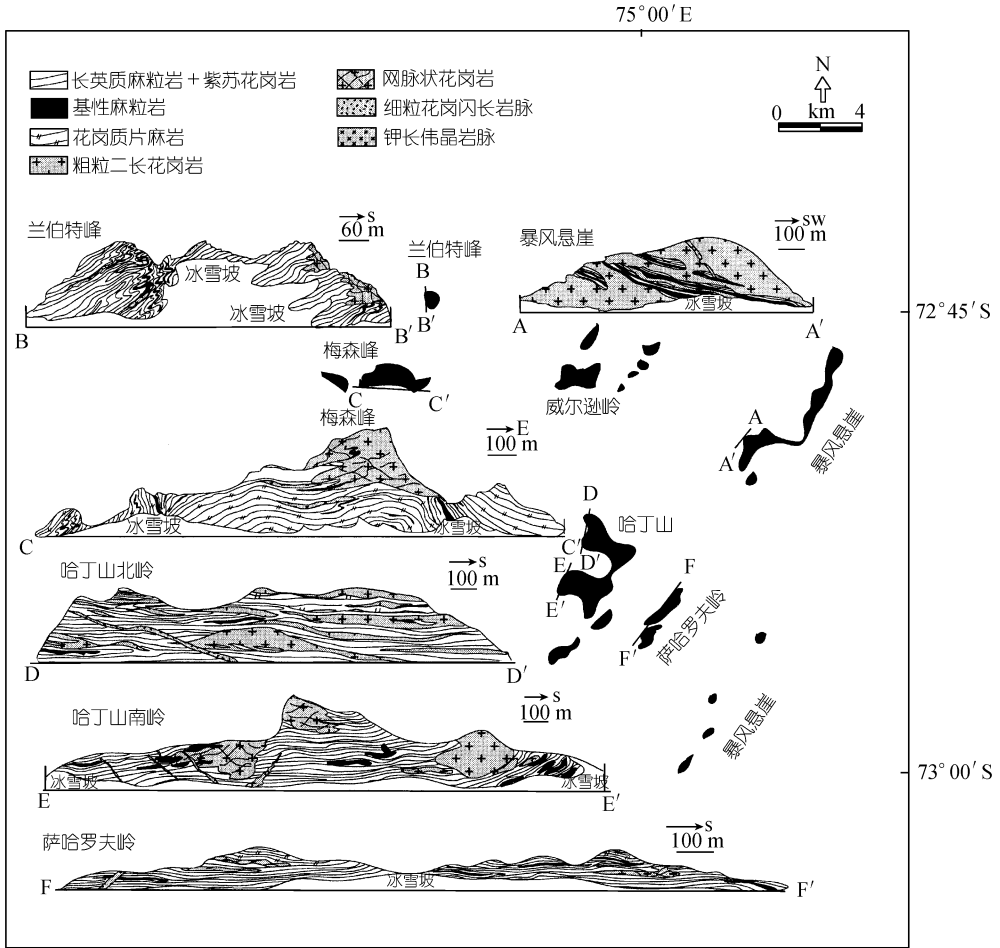 75°00′E
长英质麻粒岩＋紫苏花岗岩
基性麻粒岩
花岗质片麻岩
粗粒二长花岗岩
网脉状花岗岩
细粒花岗闪长岩脉
钾长伟晶岩脉
N
0 km 4
兰伯特峰
S
60 m
冰雪坡
冰雪坡
B
B′
兰伯特峰
B
B′
暴风悬崖
SW
100 m
冰雪坡
A
A′
72°45′S
梅森峰
C
C′
威尔逊岭
A
A′
暴风悬崖
梅森峰
E
100 m
冰雪坡
冰雪坡
C
C′
D
哈丁山
D′
E
E′
F
F′
萨哈罗夫岭
哈丁山北岭
S
100 m
D
D′
暴风悬崖
哈丁山南岭
S
100 m
冰雪坡
冰雪坡
E
E′
73°00′S
萨哈罗夫岭
S
100 m
冰雪坡
F
F′